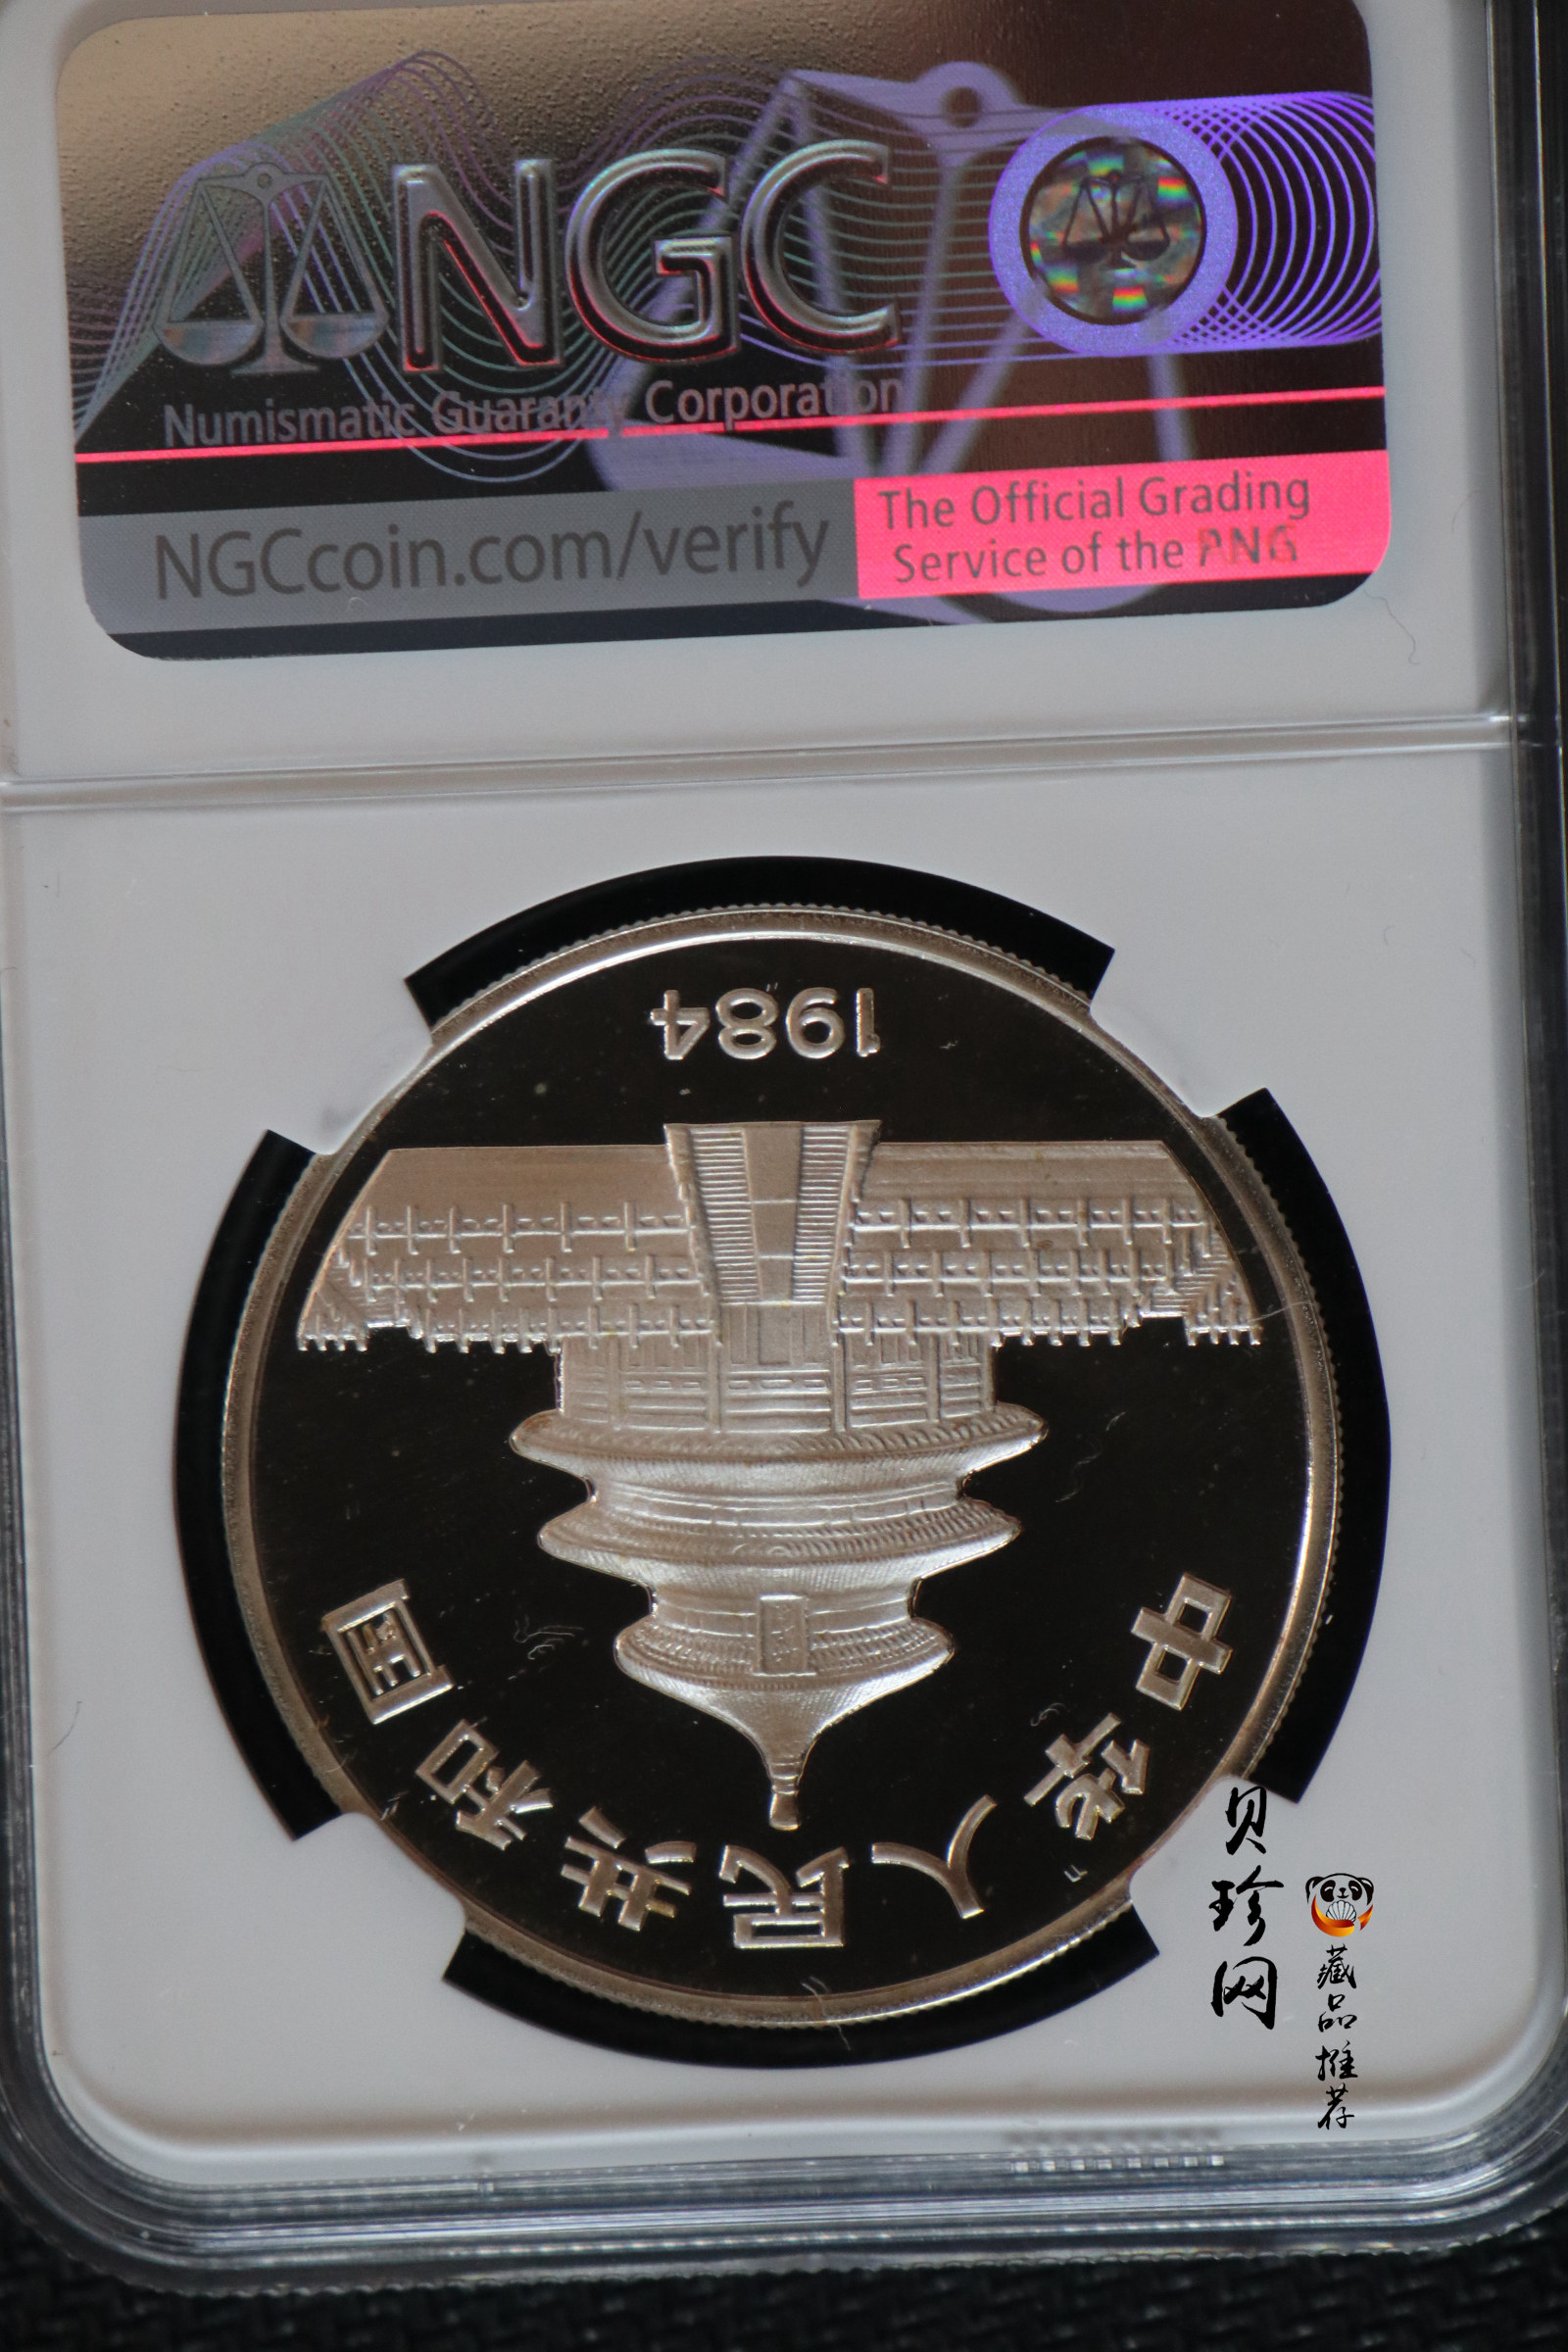 NGC
Numismatic Guaranty Corporation
NGCcoin.com/verify
The Official Grading
Service of the PNG
1984
中华人民共和国
贝珍网
藏品推荐